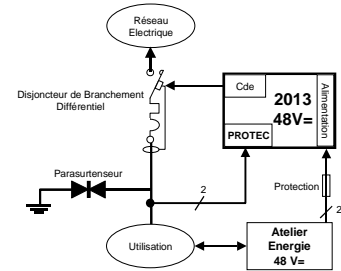 Réseau
Electrique
Disjoncteur de Branchement
Différentiel
Cde
2013
48V=
PROTEC
Alimentation
Parasurtenseur
2
Protection
2
Utilisation
Atelier
Energie
48 V=